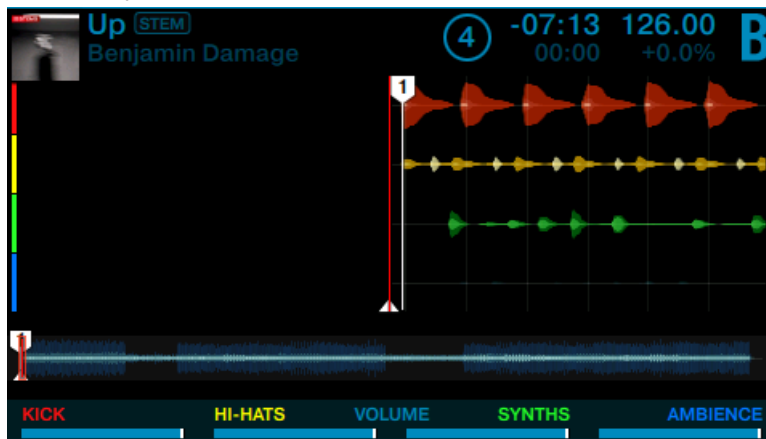 Up STEM
Benjamin Damage
4
-07:13 126.00
00:00 +0.0%
B
1
1
KICK HI-HATS VOLUME SYNTHS AMBIENCE